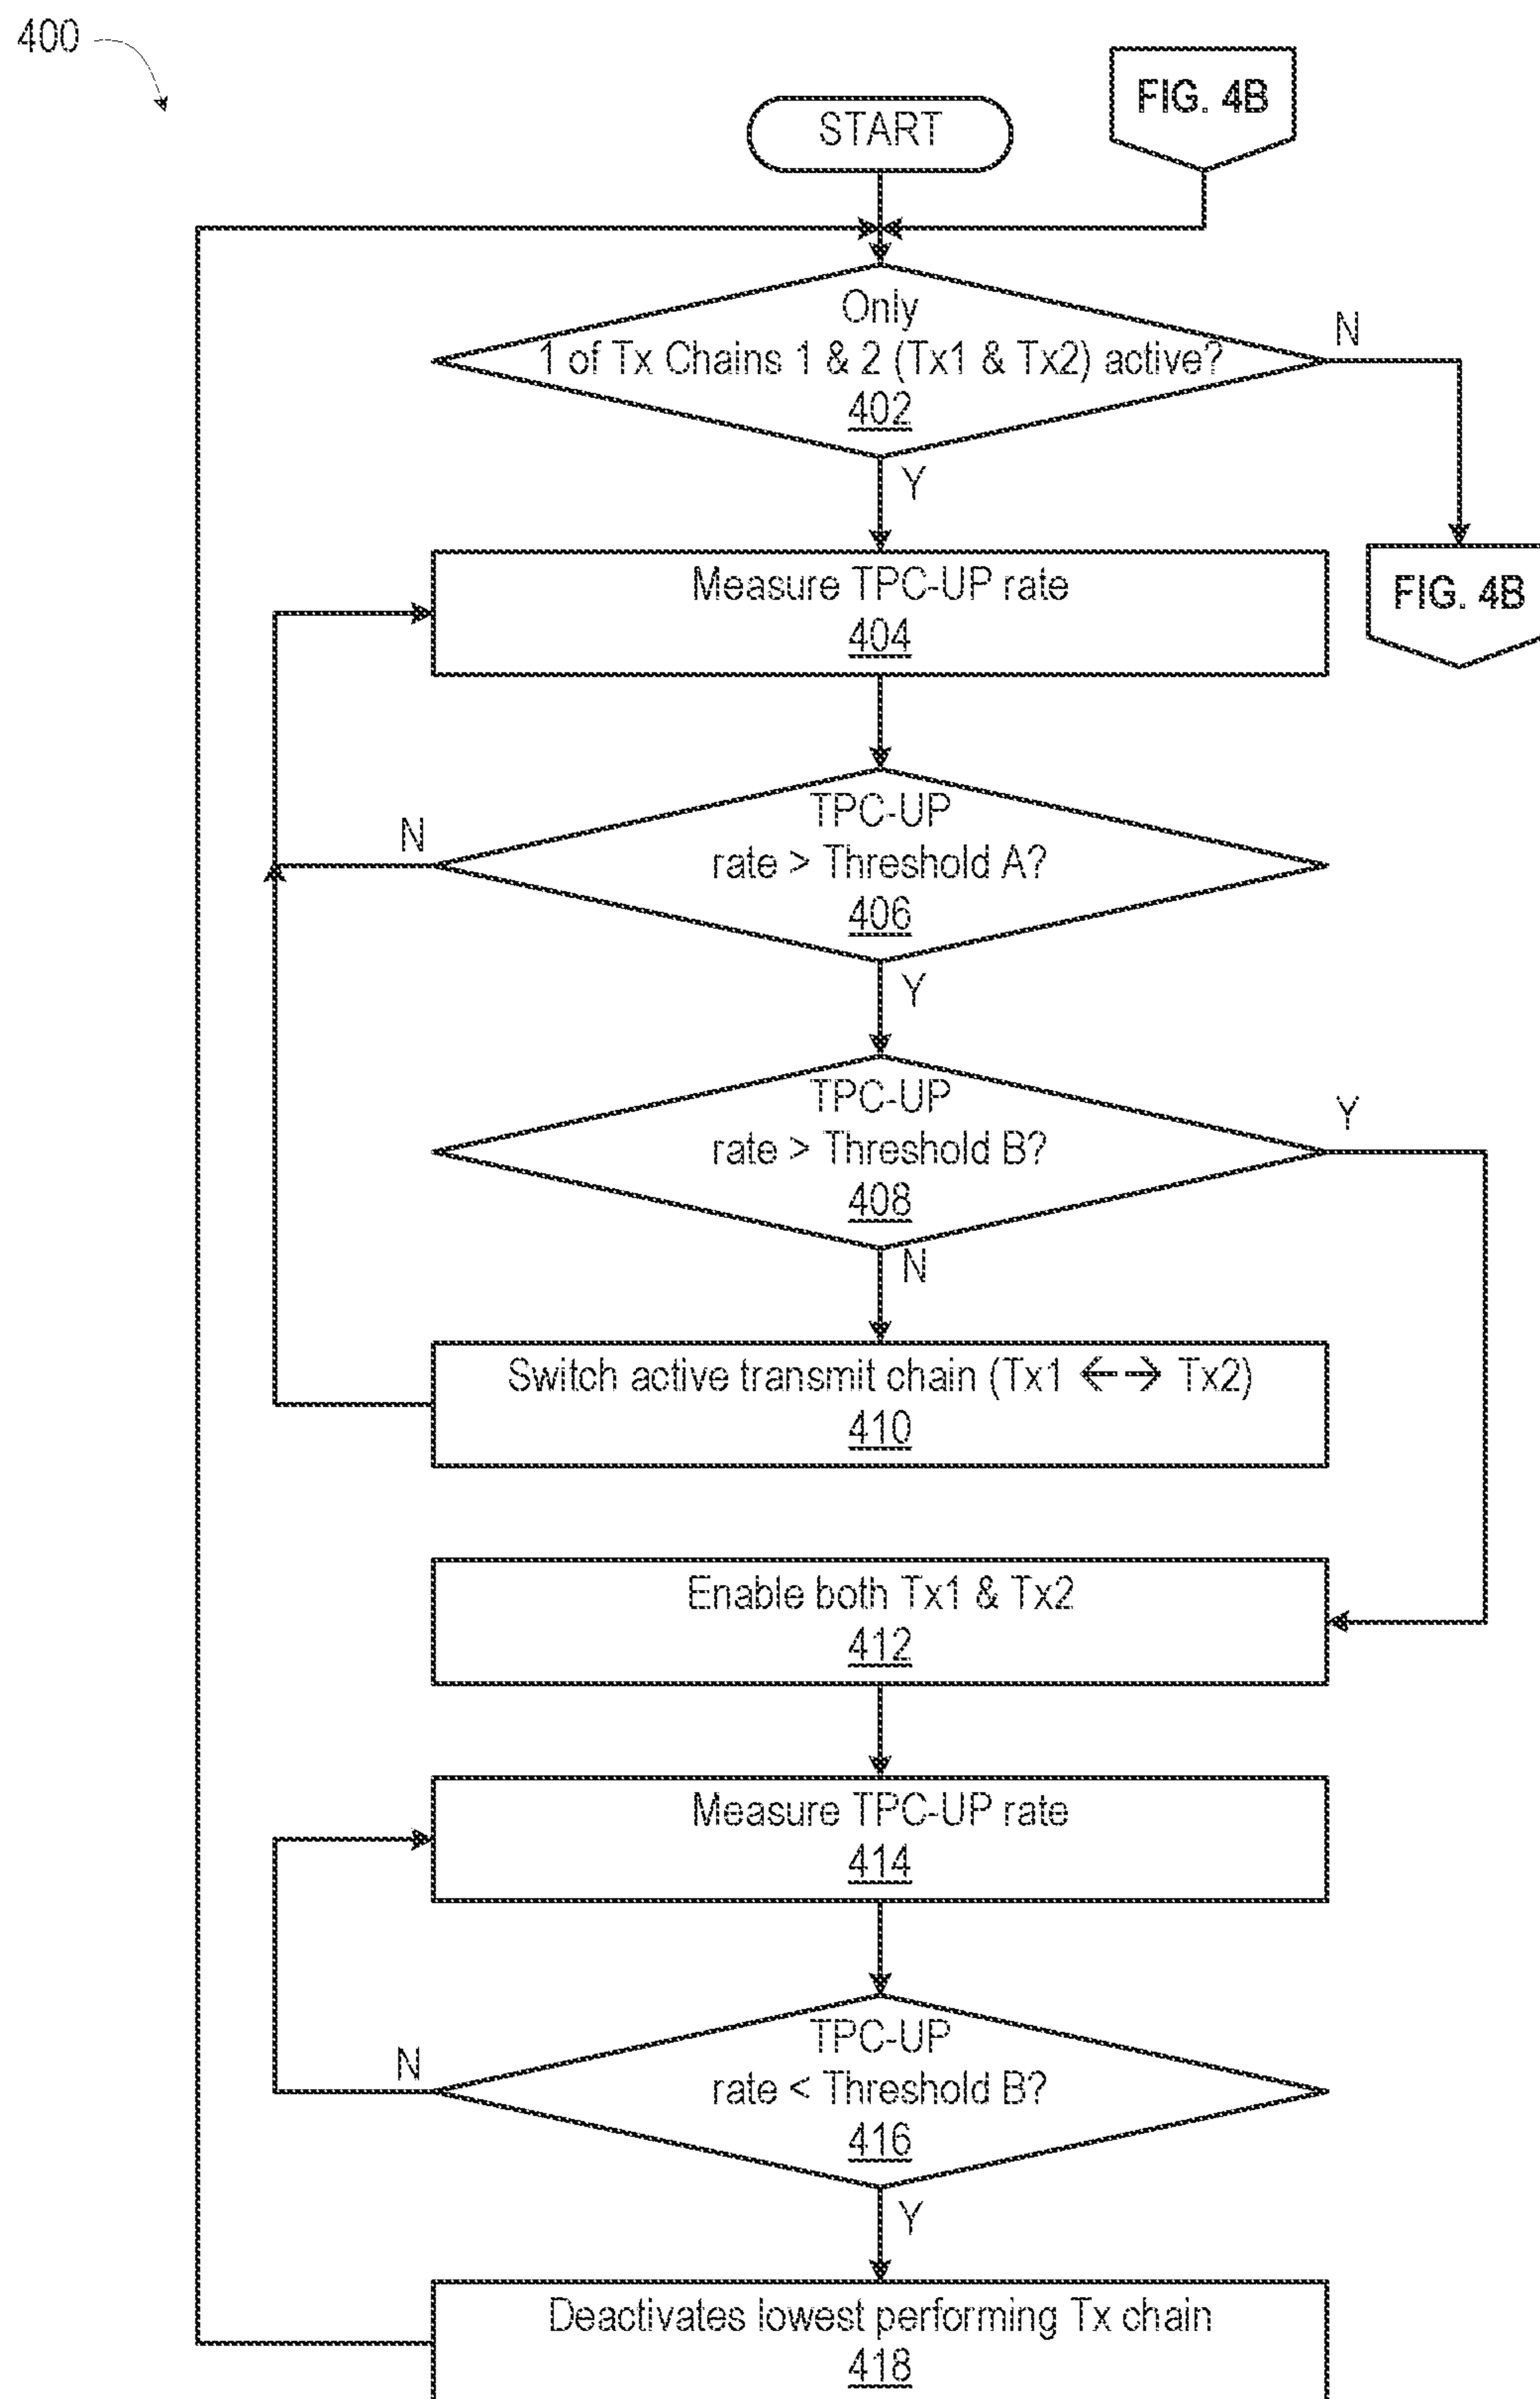 400
FIG. 4B
START
Only
1 of Tx Chains 1 & 2 (Tx1 & Tx2) active?
402
N
Y
Measure TPC-UP rate
404
FIG. 4B
TPC-UP
rate > Threshold A?
406
N
Y
TPC-UP
rate > Threshold B?
408
Y
N
Switch active transmit chain (Tx1 <--> Tx2)
410
Enable both Tx1 & Tx2
412
Measure TPC-UP rate
414
TPC-UP
rate < Threshold B?
416
N
Y
Deactivates lowest performing Tx chain
418